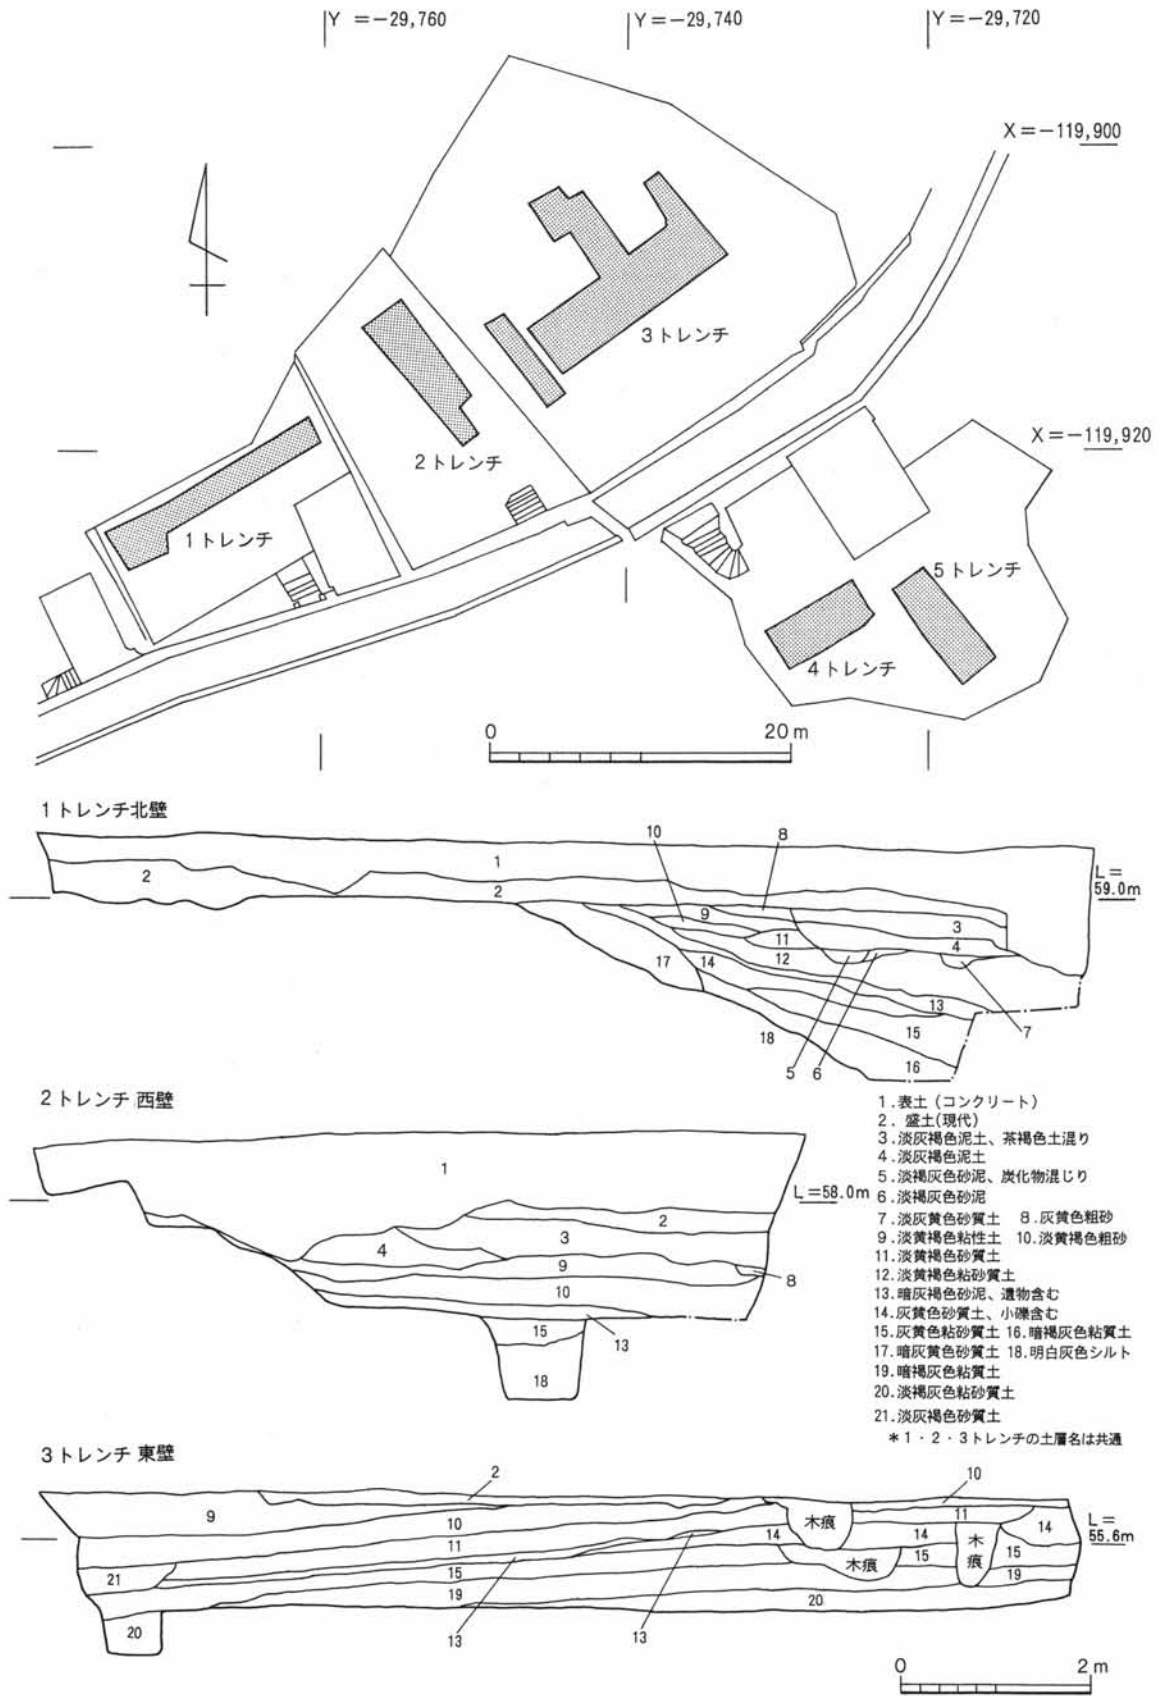 Y =-29,760
Y=-29,740
Y=-29,720
X=-119,900
3トレンチ
X=-119,920
2トレンチ
1トレンチ
5トレンチ
4トレンチ
0 20m
1トレンチ北壁
10 8
1
L=
59.0m
2
2
9
3
11
4
17 14 12
13
15
7
18
16
5 6
2トレンチ 西壁
1
L=58.0m
2
3
4
9
8
10
15
13
18
1.表土(コンクリート)
2. 盛土(現代)
3.淡灰褐色泥土、茶褐色土混り
4.淡灰褐色泥土
5.淡褐灰色砂泥、炭化物混じり
6.淡褐灰色砂泥
7.淡灰黄色砂質土 8.灰黄色粗砂
9.淡黄褐色粘性土 10.淡黄褐色粗砂
11.淡黄褐色砂質土
12.淡黄褐色粘砂質土
13.暗灰褐色砂泥、遺物含む
14.灰黄色砂質土、小礫含む
15.灰黄色粘砂質土 16.暗褐灰色粘質土
17.暗灰黄色砂質土 18.明白灰色シルト
19.暗褐灰色粘質土
20.淡褐灰色粘砂質土
21.淡灰褐色砂質土
*1・2・3トレンチの土層名は共通
3トレンチ 東壁
2
10
9
10
木痕
11
L=
55.6m
11
14
14
14
木痕
21
15
木痕
15
15
19
19
20
20
13
13
0 2m